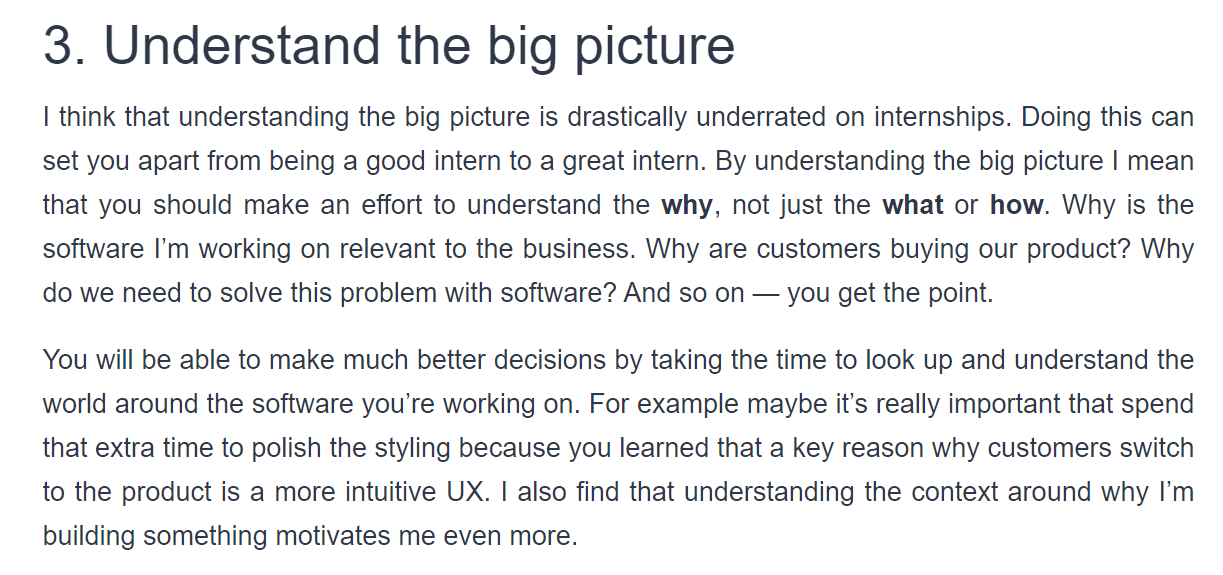 3. Understand the big picture
I think that understanding the big picture is drastically underrated on internships. Doing this can
set you apart from being a good intern to a great intern. By understanding the big picture I mean
that you should make an effort to understand the why, not just the what or how. Why is the
software I’m working on relevant to the business. Why are customers buying our product? Why
do we need to solve this problem with software? And so on — you get the point.
You will be able to make much better decisions by taking the time to look up and understand the
world around the software you’re working on. For example maybe it’s really important that spend
that extra time to polish the styling because you learned that a key reason why customers switch
to the product is a more intuitive UX. I also find that understanding the context around why I’m
building something motivates me even more.